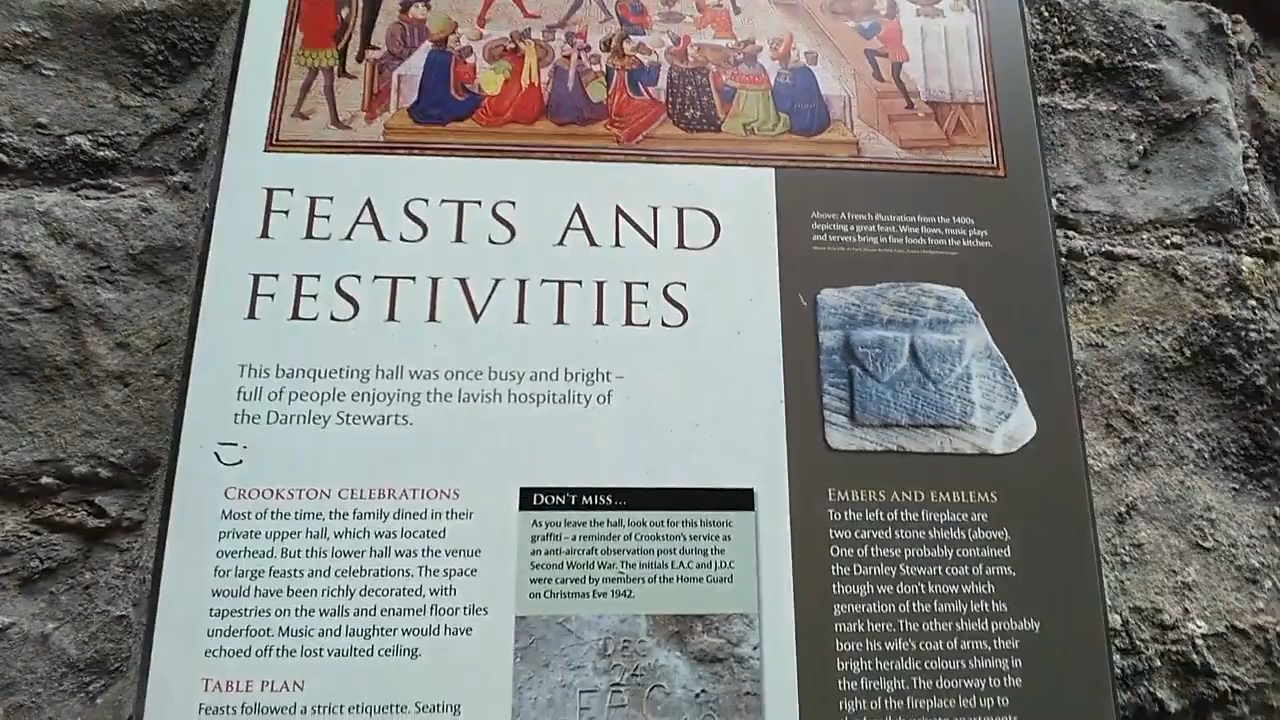 Above: A French illustration from the 1400s
depicting a great feast. Wine flows, music plays
and servers bring in fine foods from the kitchen.
FEASTS AND
FESTIVITIES
This banqueting hall was once busy and bright –
full of people enjoying the lavish hospitality of
the Darnley Stewarts.
CROOKSTON CELEBRATIONS
Most of the time, the family dined in their
private upper hall, which was located
overhead. But this lower hall was the venue
for large feasts and celebrations. The space
would have been richly decorated, with
tapestries on the walls and enamel floor tiles
underfoot. Music and laughter would have
echoed off the lost vaulted ceiling.
TABLE PLAN
Feasts followed a strict etiquette. Seating
DON'T MISS...
As you leave the hall, look out for this historic
graffiti – a reminder of Crookston's service as
an anti-aircraft observation post during the
Second World War. The initials E.A.C and J.D.C
were carved by members of the Home Guard
on Christmas Eve 1942.
DEC
24
EAC
EMBERS AND EMBLEMS
To the left of the fireplace are
two carved stone shields (above).
One of these probably contained
the Darnley Stewart coat of arms,
though we don't know which
generation of the family left his
mark here. The other shield probably
bore his wife's coat of arms, their
bright heraldic colours shining in
the firelight. The doorway to the
right of the fireplace led up to